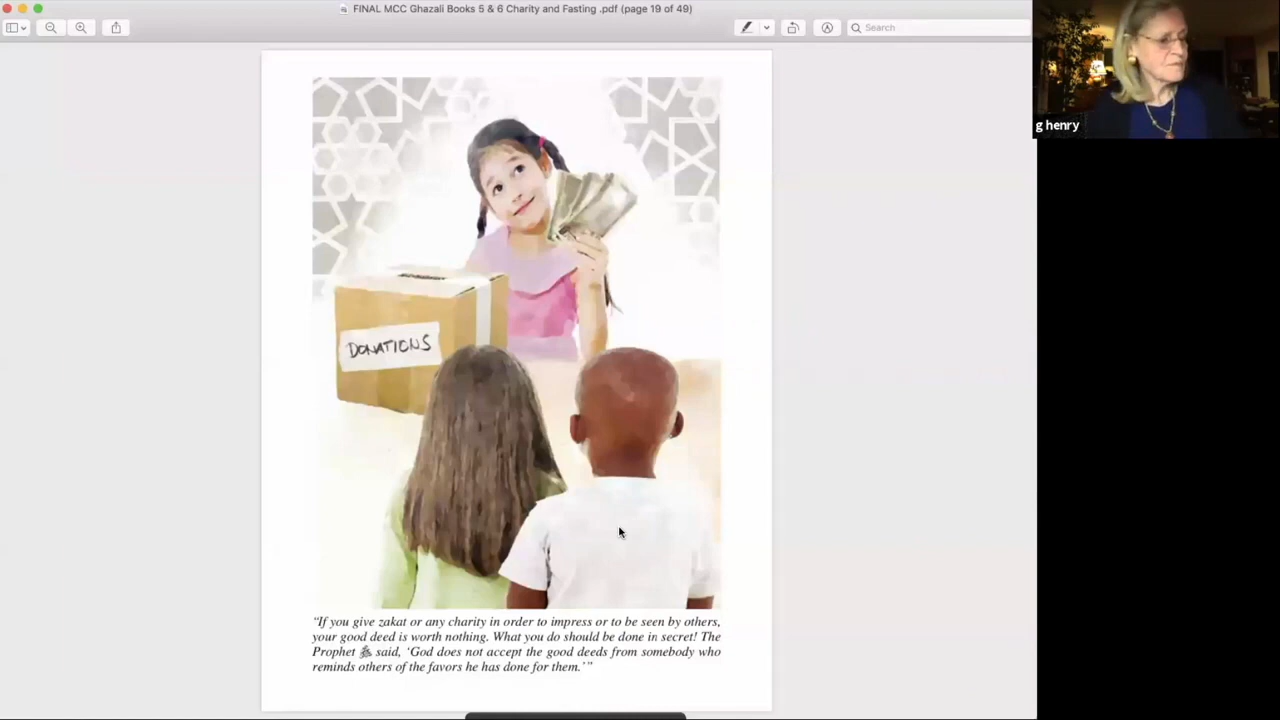 FINAL MCC Ghazali Books 5 & 6 Charity and Fasting .pdf (page 19 of 49)
Search
g henry
DONATIONS
“If you give zakat or any charity in order to impress or to be seen by others,
your good deed is worth nothing. What you do should be done in secret! The
Prophet ﷺ said, ‘God does not accept the good deeds from somebody who
reminds others of the favors he has done for them.’”